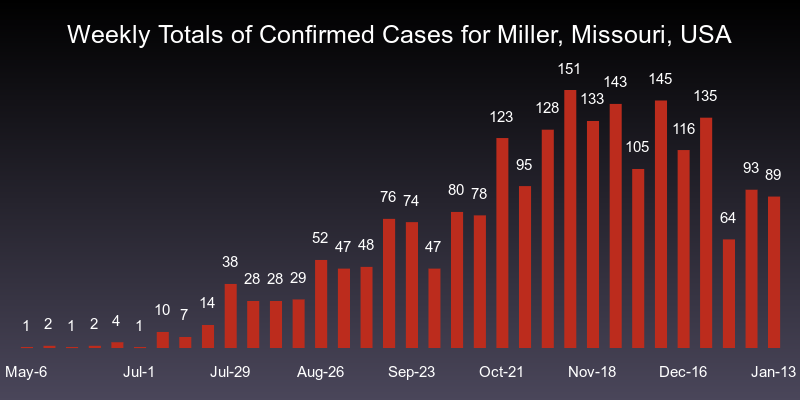 Weekly Totals of Confirmed Cases for Miller, Missouri, USA
1 2 1 2 4 1 10 7 14 38 28 28 29 52 47 48 76 74 47 80 78 123 95 128 151 133 143 105 145 116 135 64 93 89
May-6 Jul-1 Jul-29 Aug-26 Sep-23 Oct-21 Nov-18 Dec-16 Jan-13